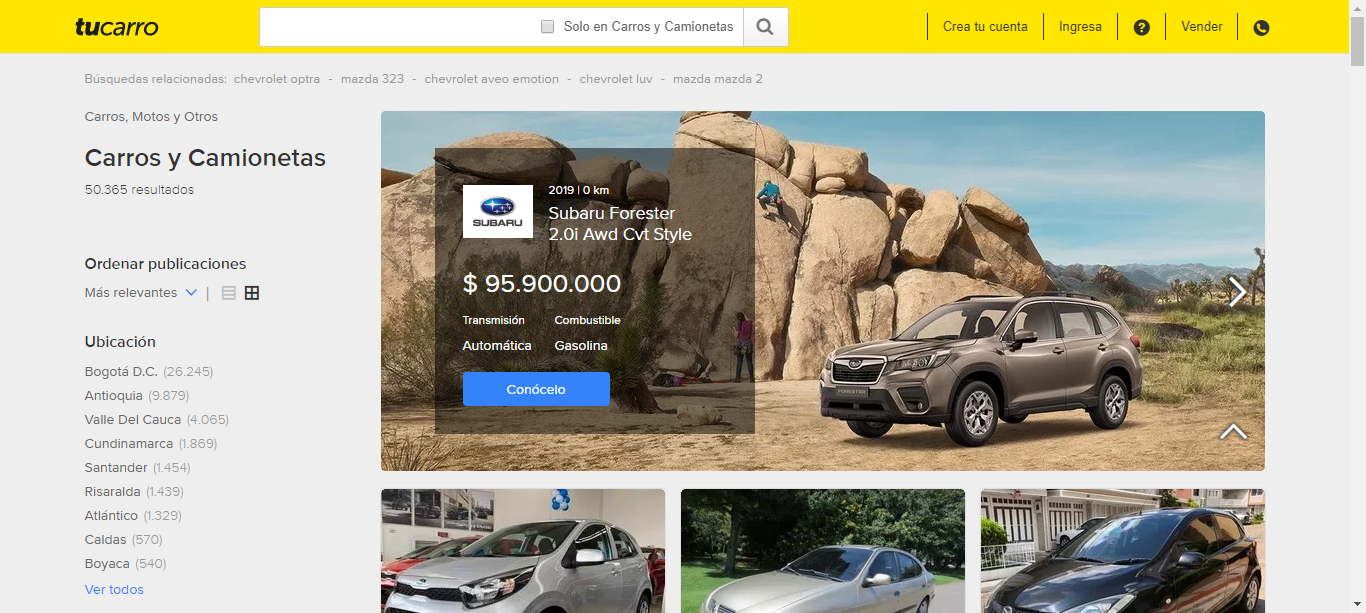 tucarro
Solo en Carros y Camionetas
Crea tu cuenta
Ingresa
?
Vender
Búsquedas relacionadas: chevrolet optra - mazda 323 - chevrolet aveo emotion - chevrolet luv - mazda mazda 2
Carros, Motos y Otros
Carros y Camionetas
50.365 resultados
Ordenar publicaciones
Más relevantes |
Ubicación
Bogotá D.C. (26.245)
Antioquia (9.879)
Valle Del Cauca (4.065)
Cundinamarca (1.869)
Santander (1.454)
Risaralda (1.439)
Atlántico (1.329)
Caldas (570)
Boyaca (540)
Ver todos
SUBARU
2019 | 0 km
Subaru Forester
2.0i Awd Cvt Style
$ 95.900.000
Transmisión Combustible
Automática Gasolina
Conócelo
FORESTER